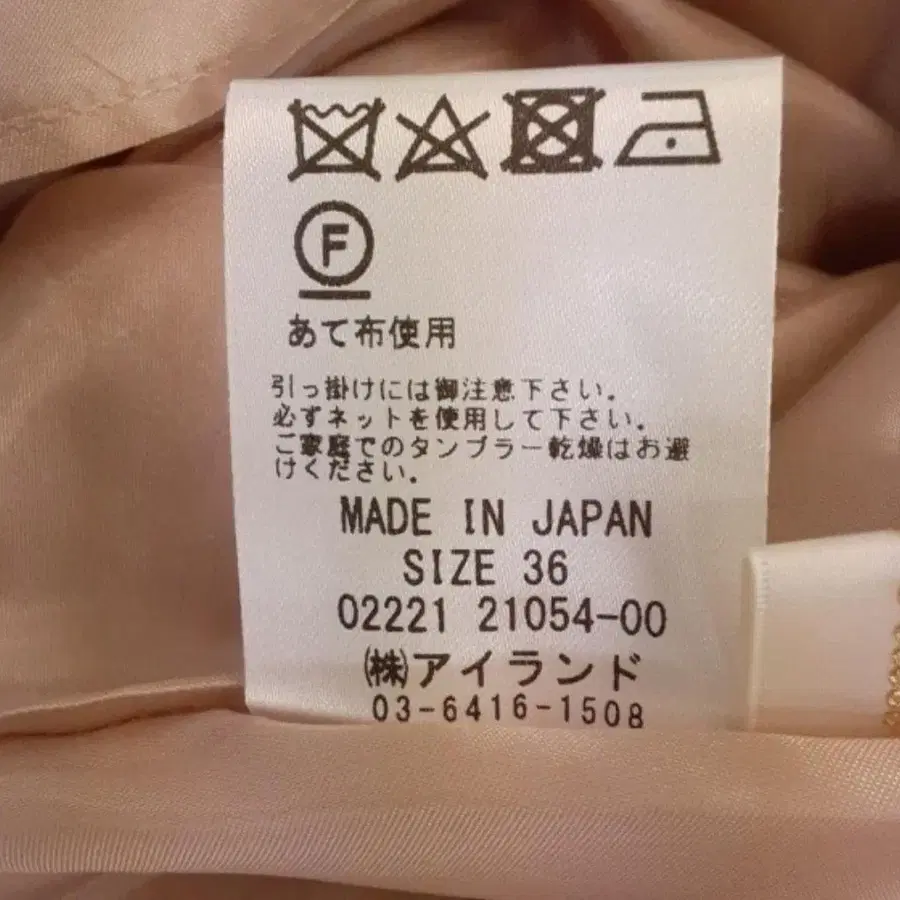 F
あて布使用
引っ掛けには御注意下さい。
必ずネットを使用して下さい。
ご家庭でのタンブラー乾燥はお避
けください。
MADE IN JAPAN
SIZE 36
02221 21054-00
㈱アイランド
03-6416-1508